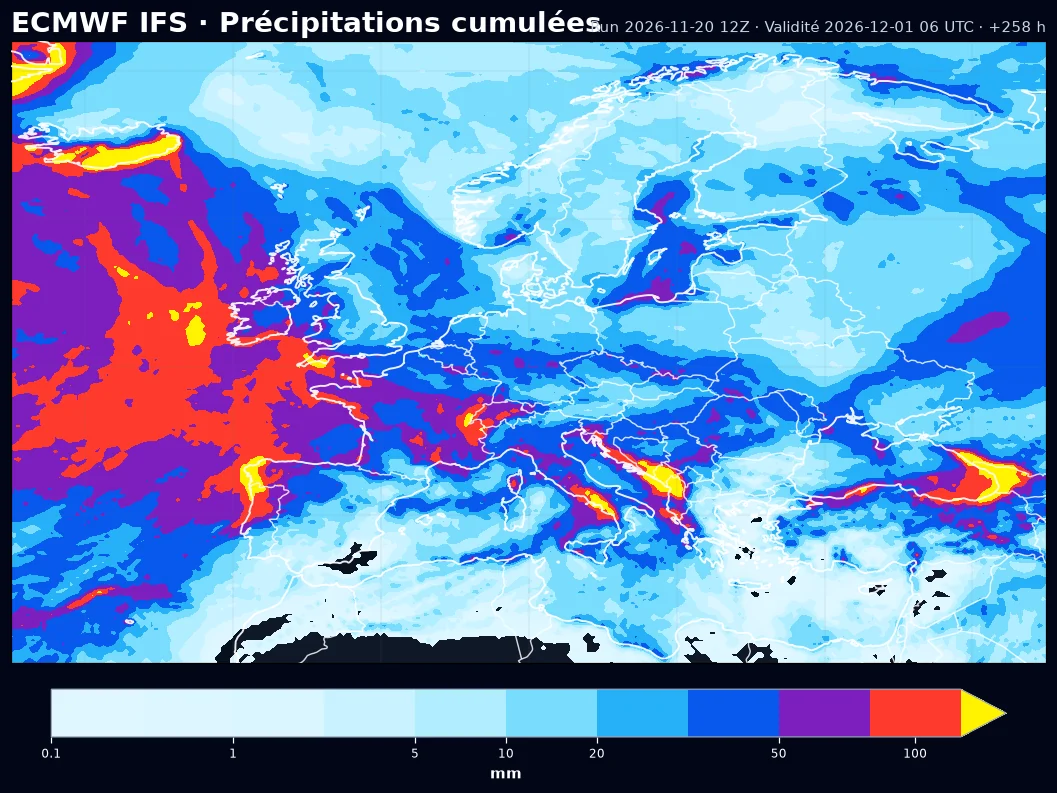 ECMWF IFS · Précipitations cumulées
Run 2026-11-20 12Z · Validité 2026-12-01 06 UTC · +258 h
0.1 1 5 10 20 50 100
mm